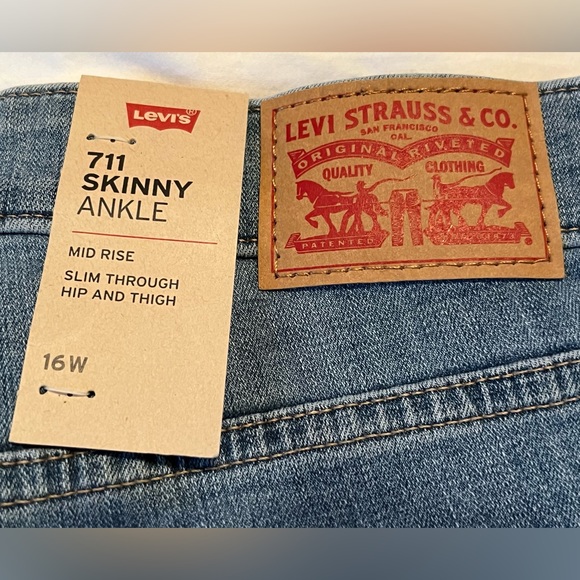 LEVI'S
711
SKINNY
ANKLE
MID RISE
SLIM THROUGH
HIP AND THIGH
16W
LEVI STRAUSS & CO.
SAN FRANCISCO
CAL.
ORIGINAL RIVETED
QUALITY CLOTHING
PATENTED